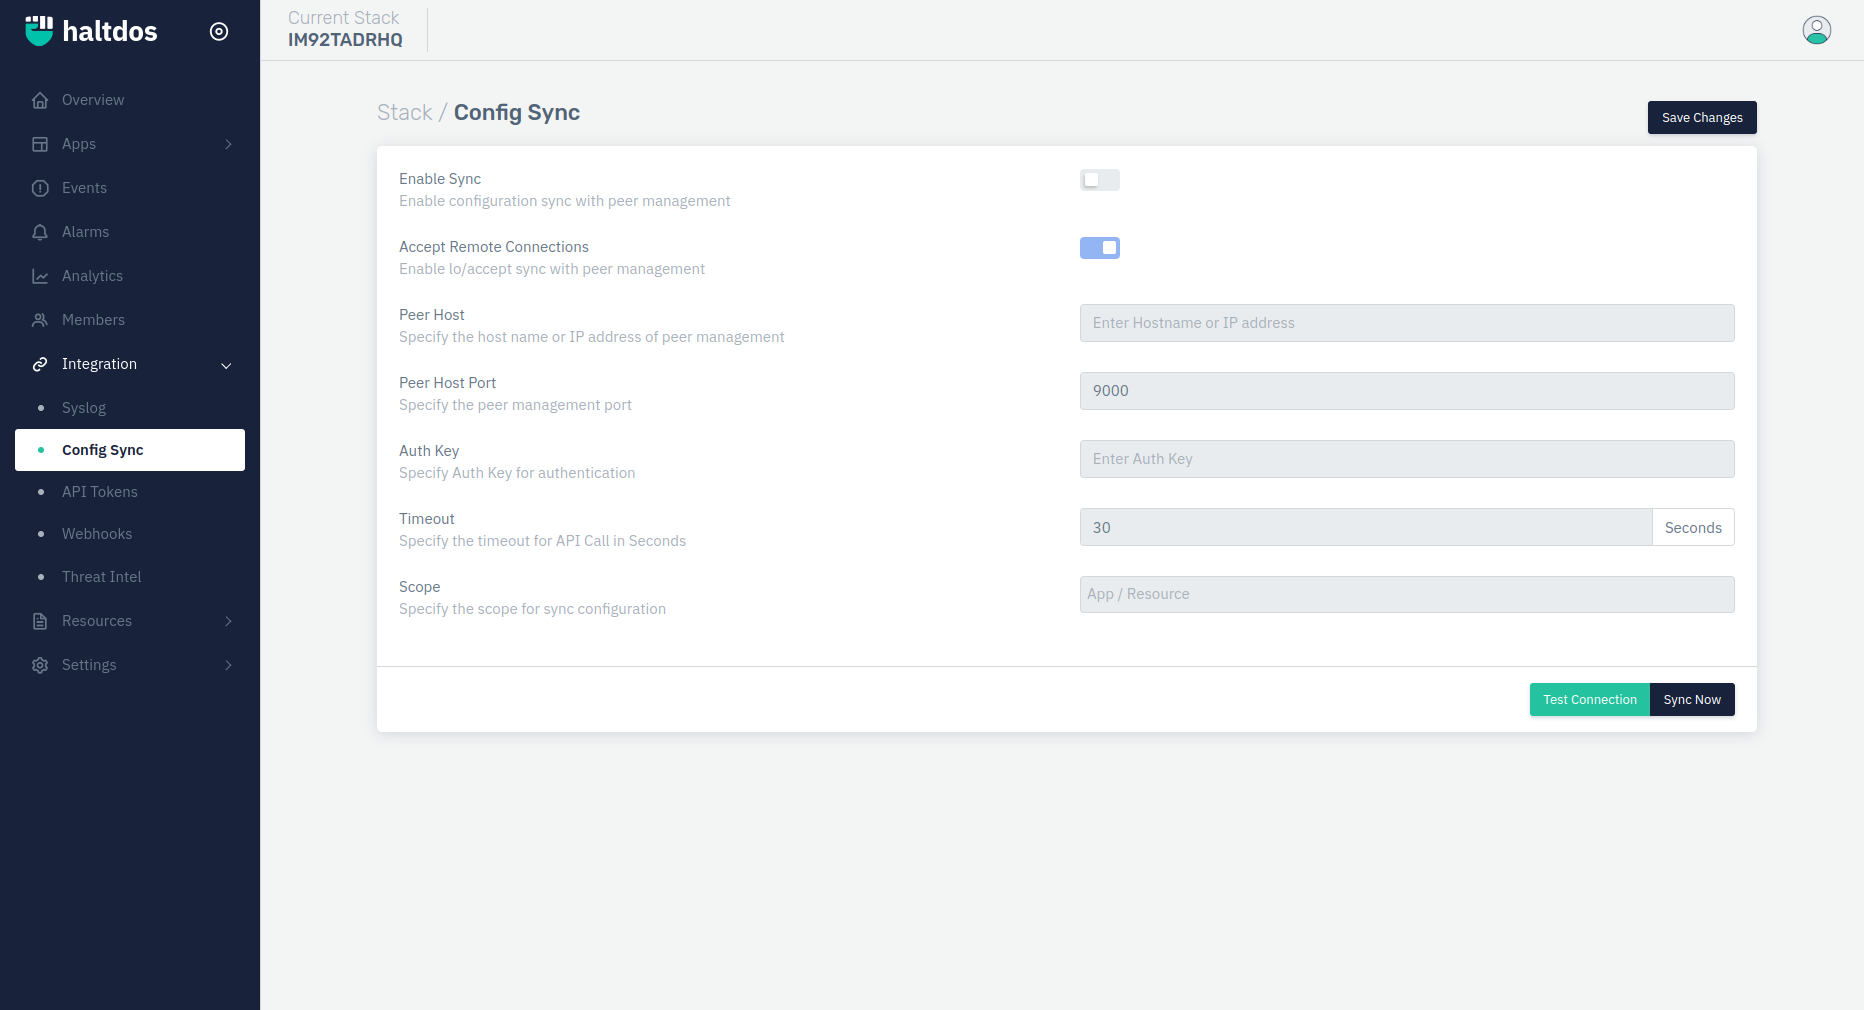 haltdos
Current Stack
IM92TADRHQ
Overview
Apps
Events
Alarms
Analytics
Members
Integration
Syslog
Config Sync
API Tokens
Webhooks
Threat Intel
Resources
Settings
Stack / Config Sync
Save Changes
Enable Sync
Enable configuration sync with peer management
Accept Remote Connections
Enable lo/accept sync with peer management
Peer Host
Specify the host name or IP address of peer management
Enter Hostname or IP address
Peer Host Port
Specify the peer management port
9000
Auth Key
Specify Auth Key for authentication
Enter Auth Key
Timeout
Specify the timeout for API Call in Seconds
30
Seconds
Scope
Specify the scope for sync configuration
App / Resource
Test Connection
Sync Now